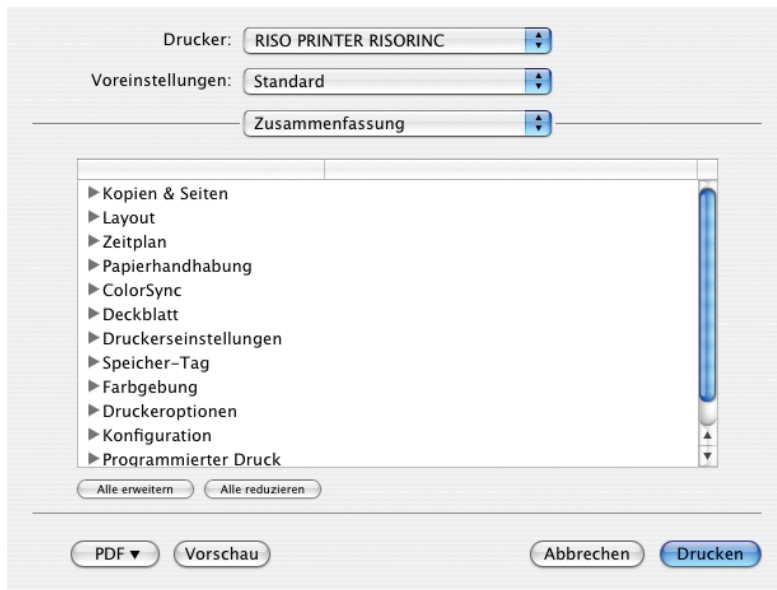 Drucker: RISO PRINTER RISORINC
Voreinstellungen: Standard
Zusammenfassung
Kopien & Seiten
Layout
Zeitplan
Papierhandhabung
ColorSync
Deckblatt
Druckerseinstellungen
Speicher-Tag
Farbgebung
Druckeroptionen
Konfiguration
Programmierter Druck
Alle erweitern Alle reduzieren
PDF Vorschau Abbrechen Drucken